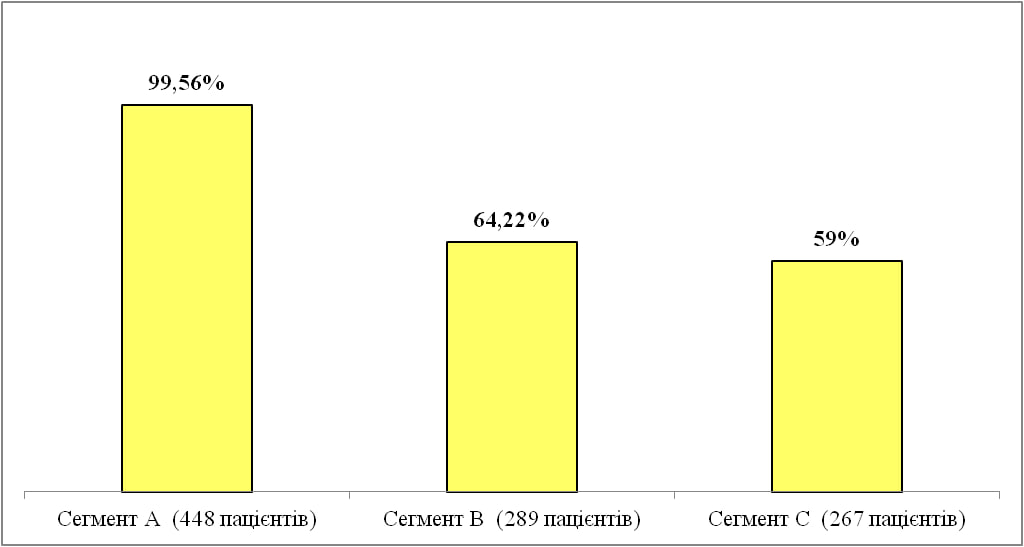 99,56%
64,22%
59%
Сегмент А  (448 пацієнтів)
Сегмент В  (289 пацієнтів)
Сегмент С  (267 пацієнтів)